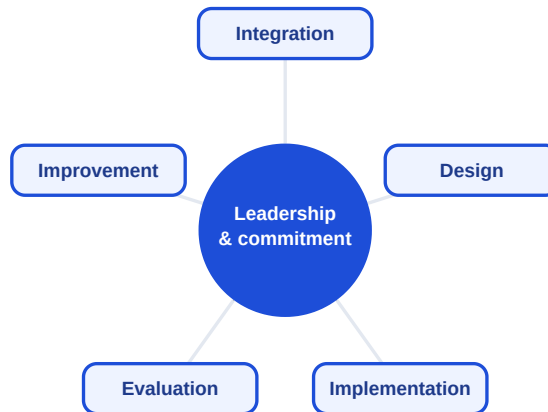 Integration
Improvement
Design
Leadership
& commitment
Evaluation
Implementation